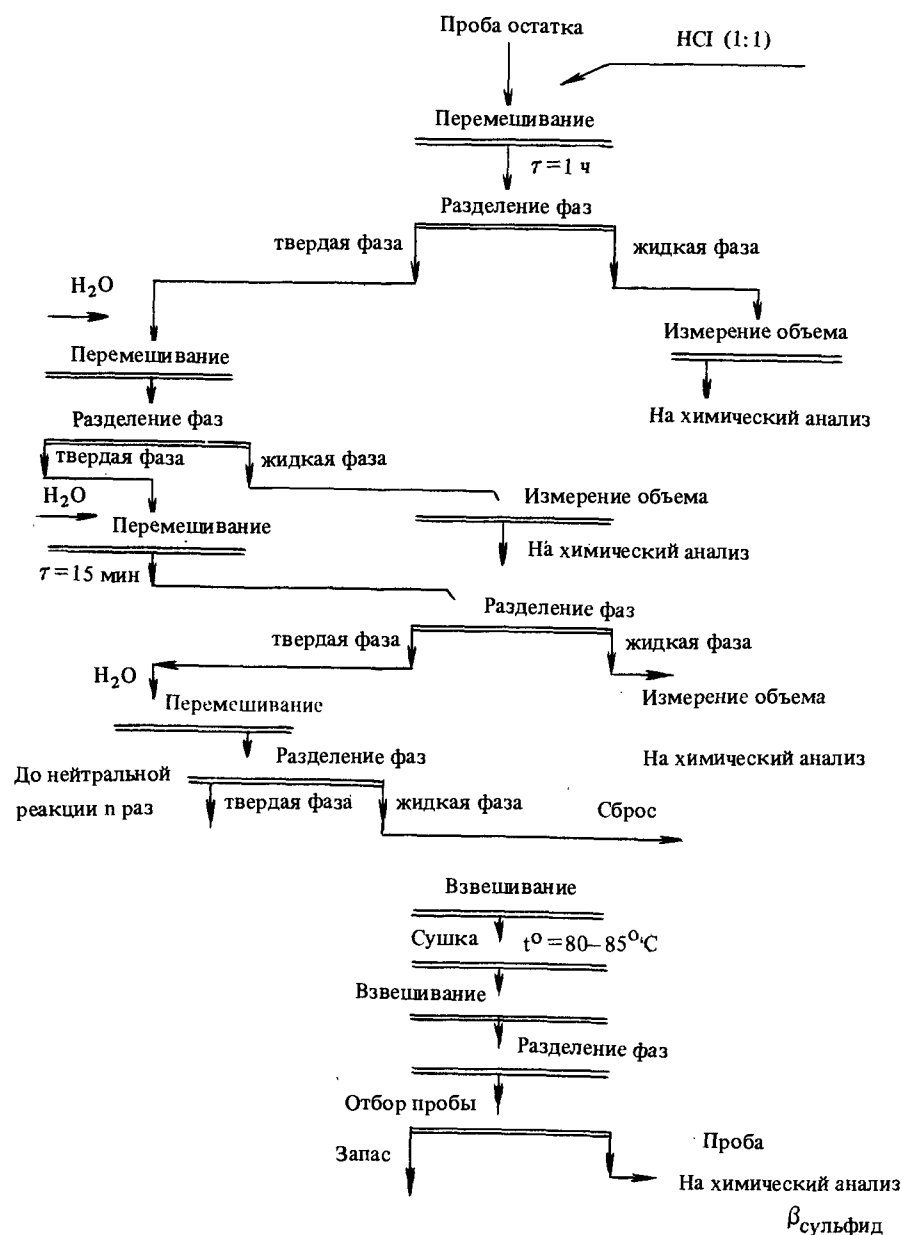 Проба остатка
HCl (1:1)
Перемешивание
τ = 1 ч
Разделение фаз
твердая фаза
жидкая фаза
H₂O
Измерение объема
Перемешивание
На химический анализ
Разделение фаз
твердая фаза
жидкая фаза
H₂O
Измерение объема
Перемешивание
На химический анализ
τ = 15 мин
Разделение фаз
твердая фаза
жидкая фаза
H₂O
Измерение объема
Перемешивание
Разделение фаз
На химический анализ
До нейтральной
реакции n раз
твердая фаза
жидкая фаза
Сброс
Взвешивание
Сушка
t° = 80–85°C
Взвешивание
Разделение фаз
Отбор пробы
Запас
Проба
На химический анализ
βсульфид